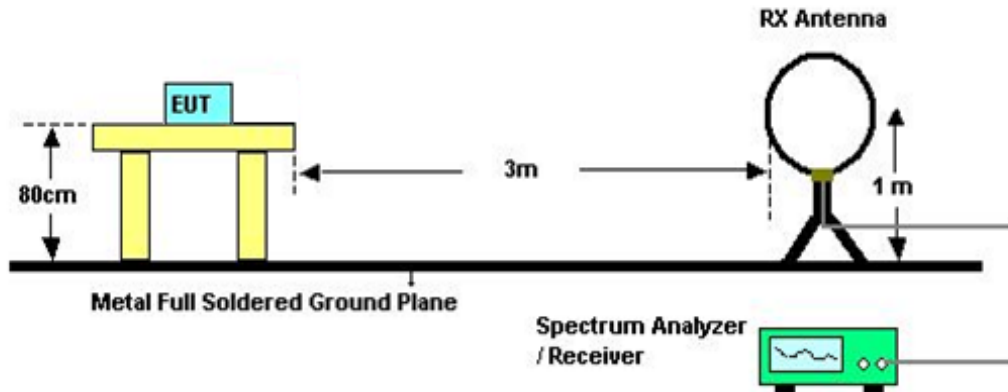 RX Antenna
EUT
3m
80cm
1 m
Metal Full Soldered Ground Plane
Spectrum Analyzer
/ Receiver